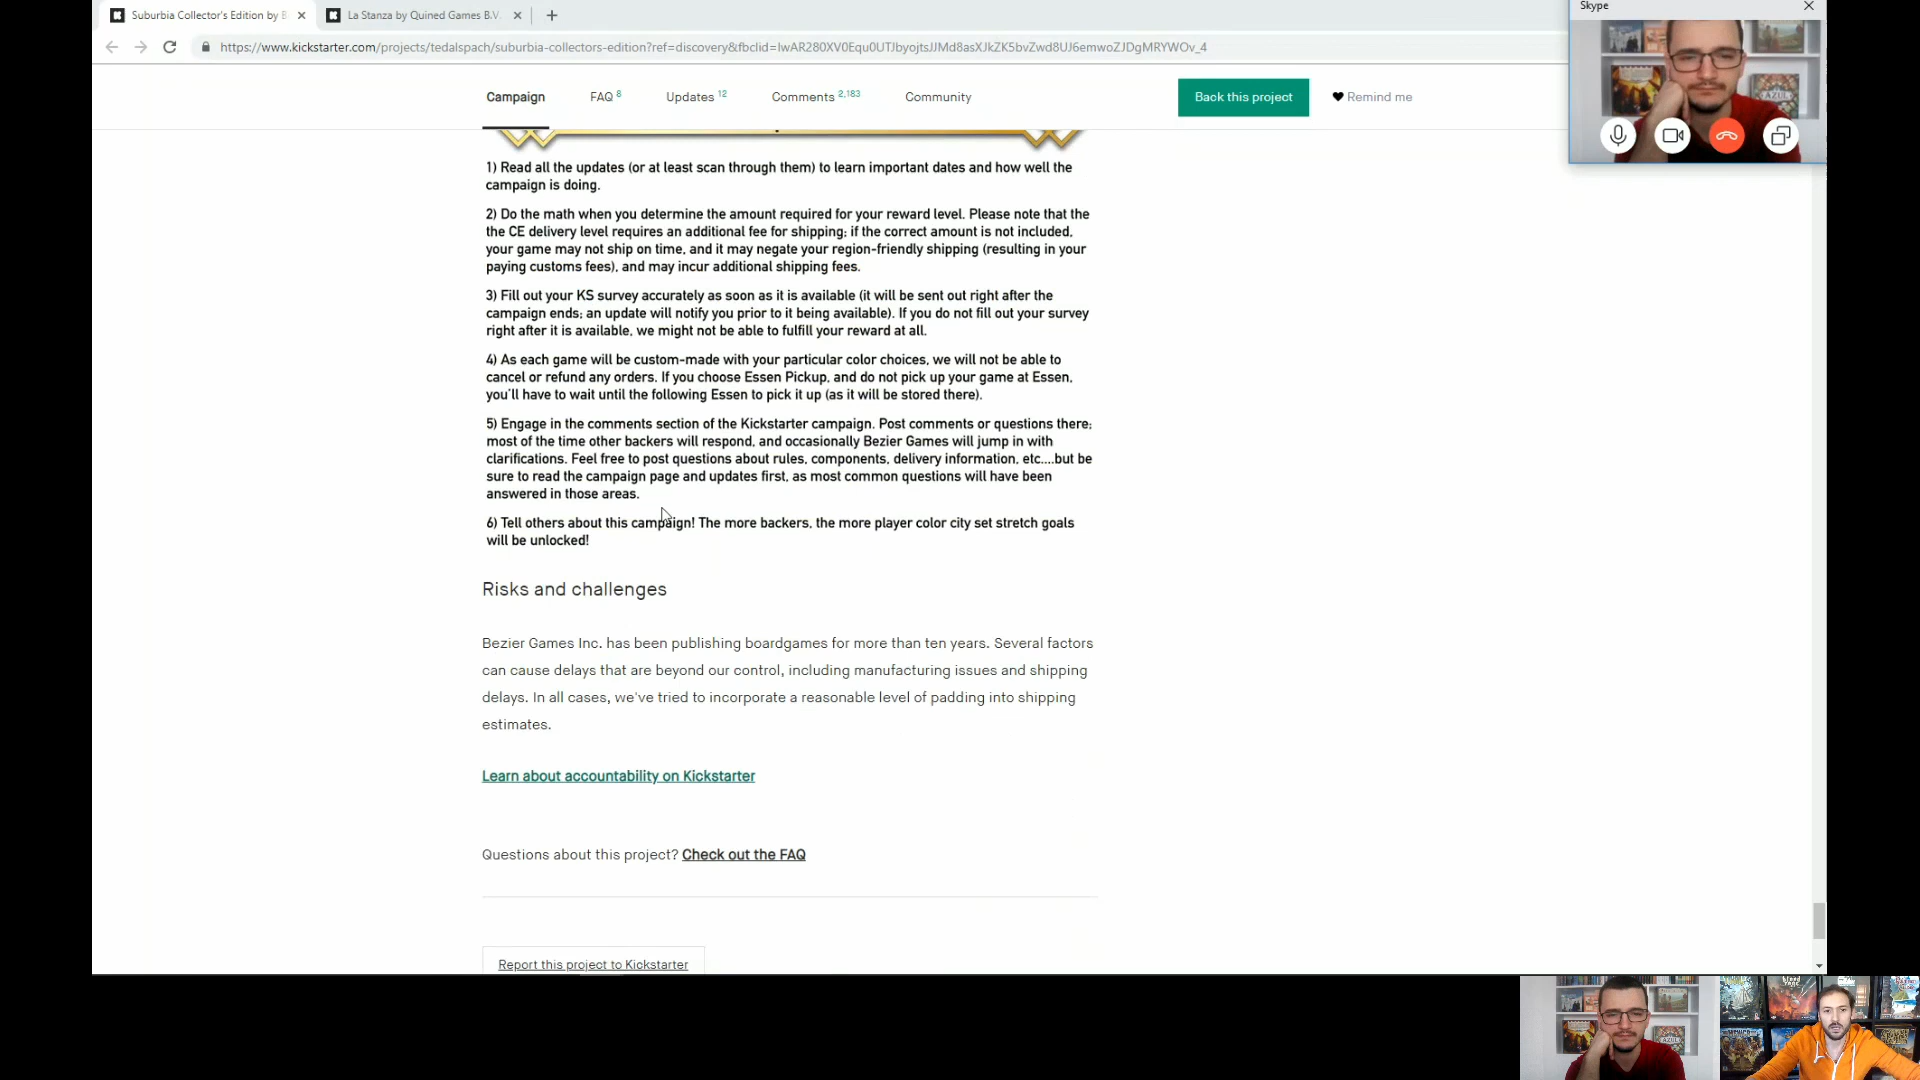 Suburbia Collector's Edition by B
La Stanza by Quined Games B.V.
Skype
https://www.kickstarter.com/projects/tedalspach/suburbia-collectors-edition?ref=discovery&fbclid=IwAR280XV0Equ0UTJbyojtsJJMd8asXJkZK5bvZwd8UJ6emwoZJDgMRYWOv_4
Campaign
FAQ 8
Updates 12
Comments 2,183
Community
Back this project
Remind me
1) Read all the updates (or at least scan through them) to learn important dates and how well the
campaign is doing.
2) Do the math when you determine the amount required for your reward level. Please note that the
the CE delivery level requires an additional fee for shipping; if the correct amount is not included,
your game may not ship on time, and it may negate your region-friendly shipping (resulting in your
paying customs fees), and may incur additional shipping fees.
3) Fill out your KS survey accurately as soon as it is available (it will be sent out right after the
campaign ends; an update will notify you prior to it being available). If you do not fill out your survey
right after it is available, we might not be able to fulfill your reward at all.
4) As each game will be custom-made with your particular color choices, we will not be able to
cancel or refund any orders. If you choose Essen Pickup, and do not pick up your game at Essen,
you'll have to wait until the following Essen to pick it up (as it will be stored there).
5) Engage in the comments section of the Kickstarter campaign. Post comments or questions there;
most of the time other backers will respond, and occasionally Bezier Games will jump in with
clarifications. Feel free to post questions about rules, components, delivery information, etc....but be
sure to read the campaign page and updates first, as most common questions will have been
answered in those areas.
6) Tell others about this campaign! The more backers, the more player color city set stretch goals
will be unlocked!
Risks and challenges
Bezier Games Inc. has been publishing boardgames for more than ten years. Several factors
can cause delays that are beyond our control, including manufacturing issues and shipping
delays. In all cases, we've tried to incorporate a reasonable level of padding into shipping
estimates.
Learn about accountability on Kickstarter
Questions about this project? Check out the FAQ
Report this project to Kickstarter
AZUL
AZUL